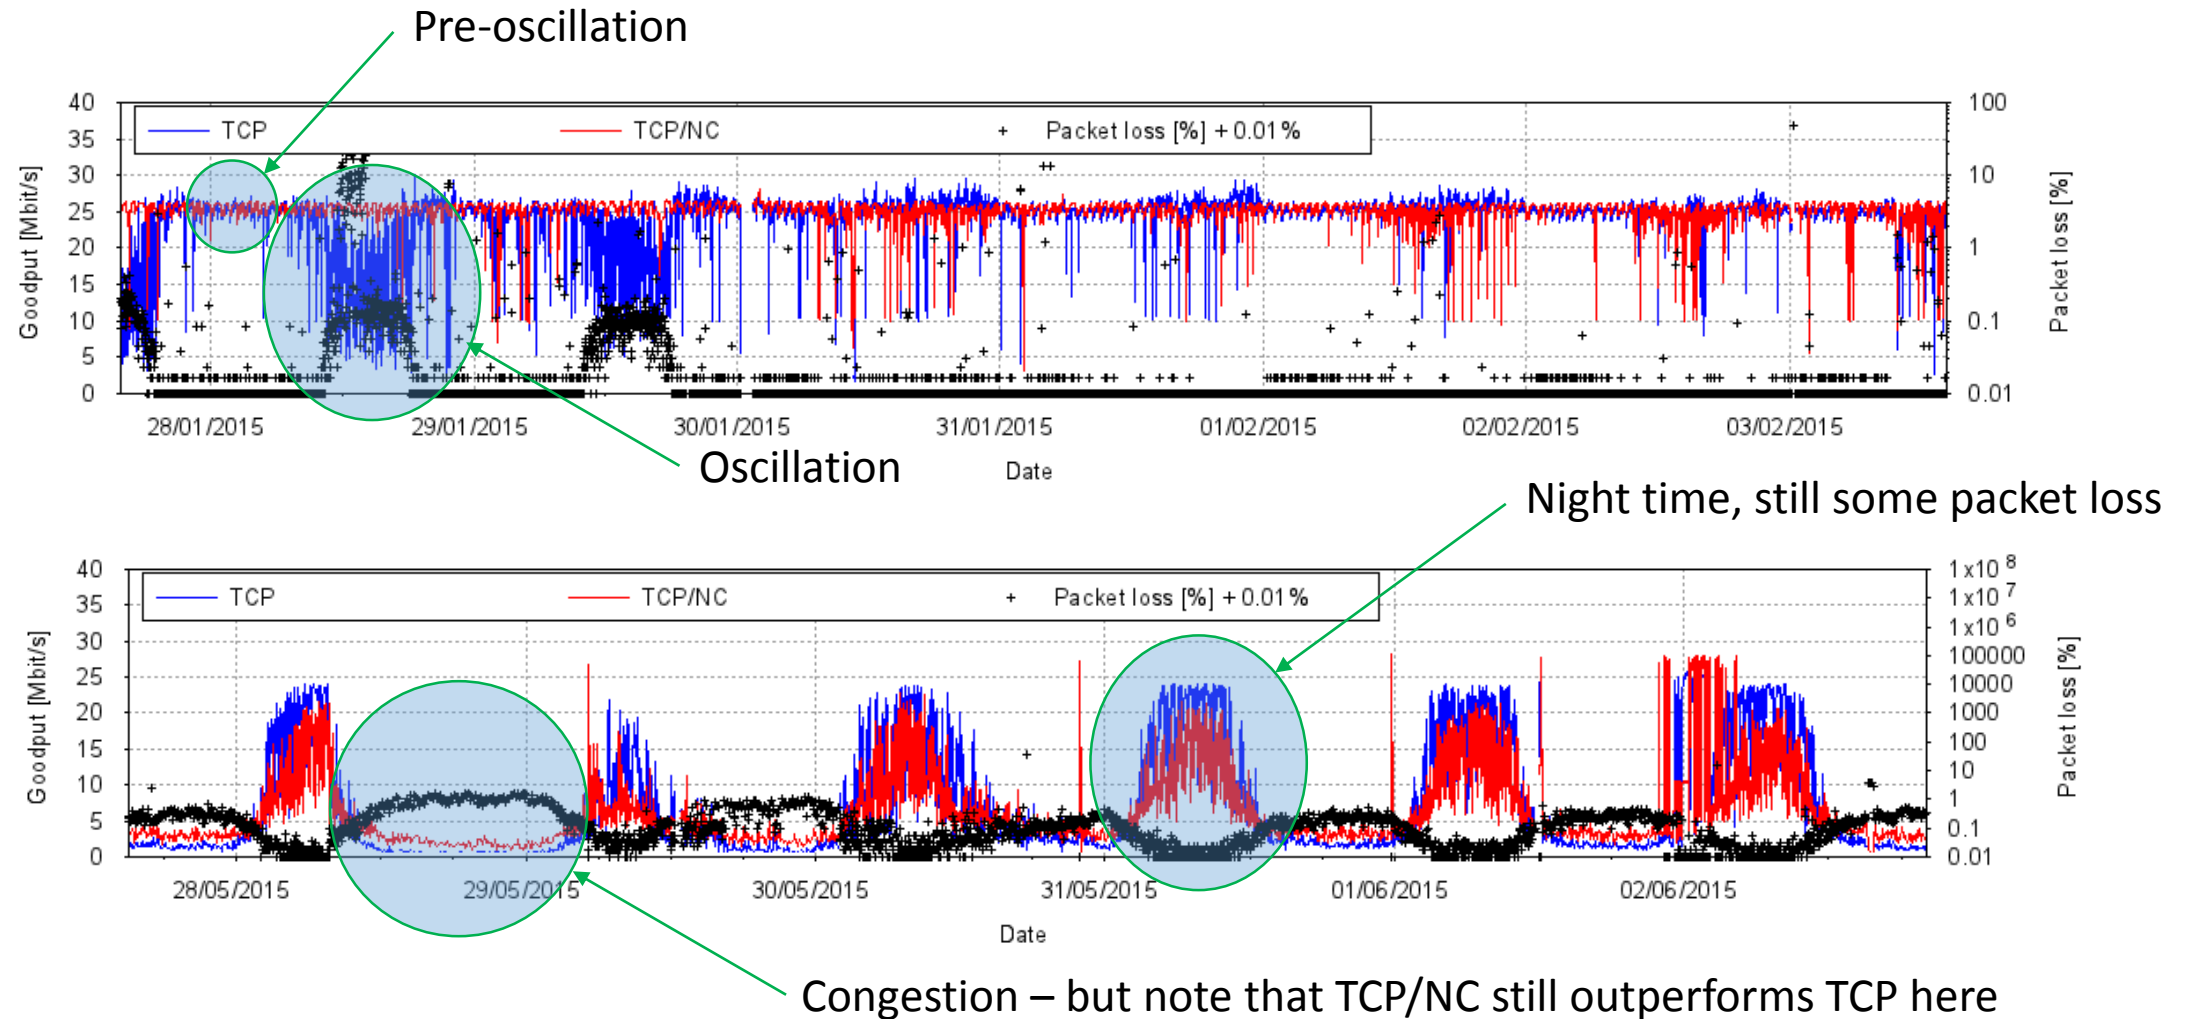 Pre-oscillation
40
35
30
25
20
15
10
5
0
Goodput [Mbit/s]
TCP
TCP/NC
+ Packet loss [%] + 0.01%
100
10
1
0.1
0.01
Packet loss [%]
28/01/2015 29/01/2015 30/01/2015 31/01/2015 01/02/2015 02/02/2015 03/02/2015
Date
Oscillation
Night time, still some packet loss
40
35
30
25
20
15
10
5
0
Goodput [Mbit/s]
TCP
TCP/NC
+ Packet loss [%] + 0.01%
1x10 8
1x10 7
1x10 6
100000
10000
1000
100
10
1
0.1
0.01
Packet loss [%]
28/05/2015 29/05/2015 30/05/2015 31/05/2015 01/06/2015 02/06/2015
Date
Congestion – but note that TCP/NC still outperforms TCP here